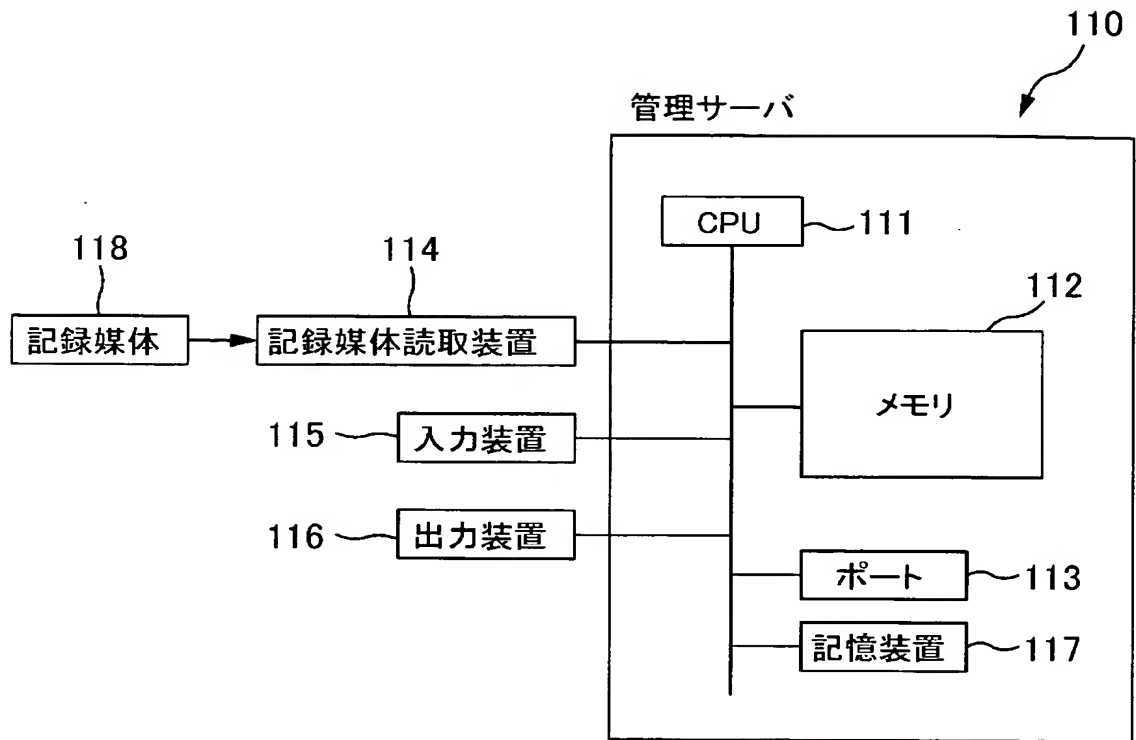 110
管理サーバ
CPU
111
118
114
112
記録媒体
記録媒体読取装置
メモリ
115
入力装置
116
出力装置
ポート
113
記憶装置
117